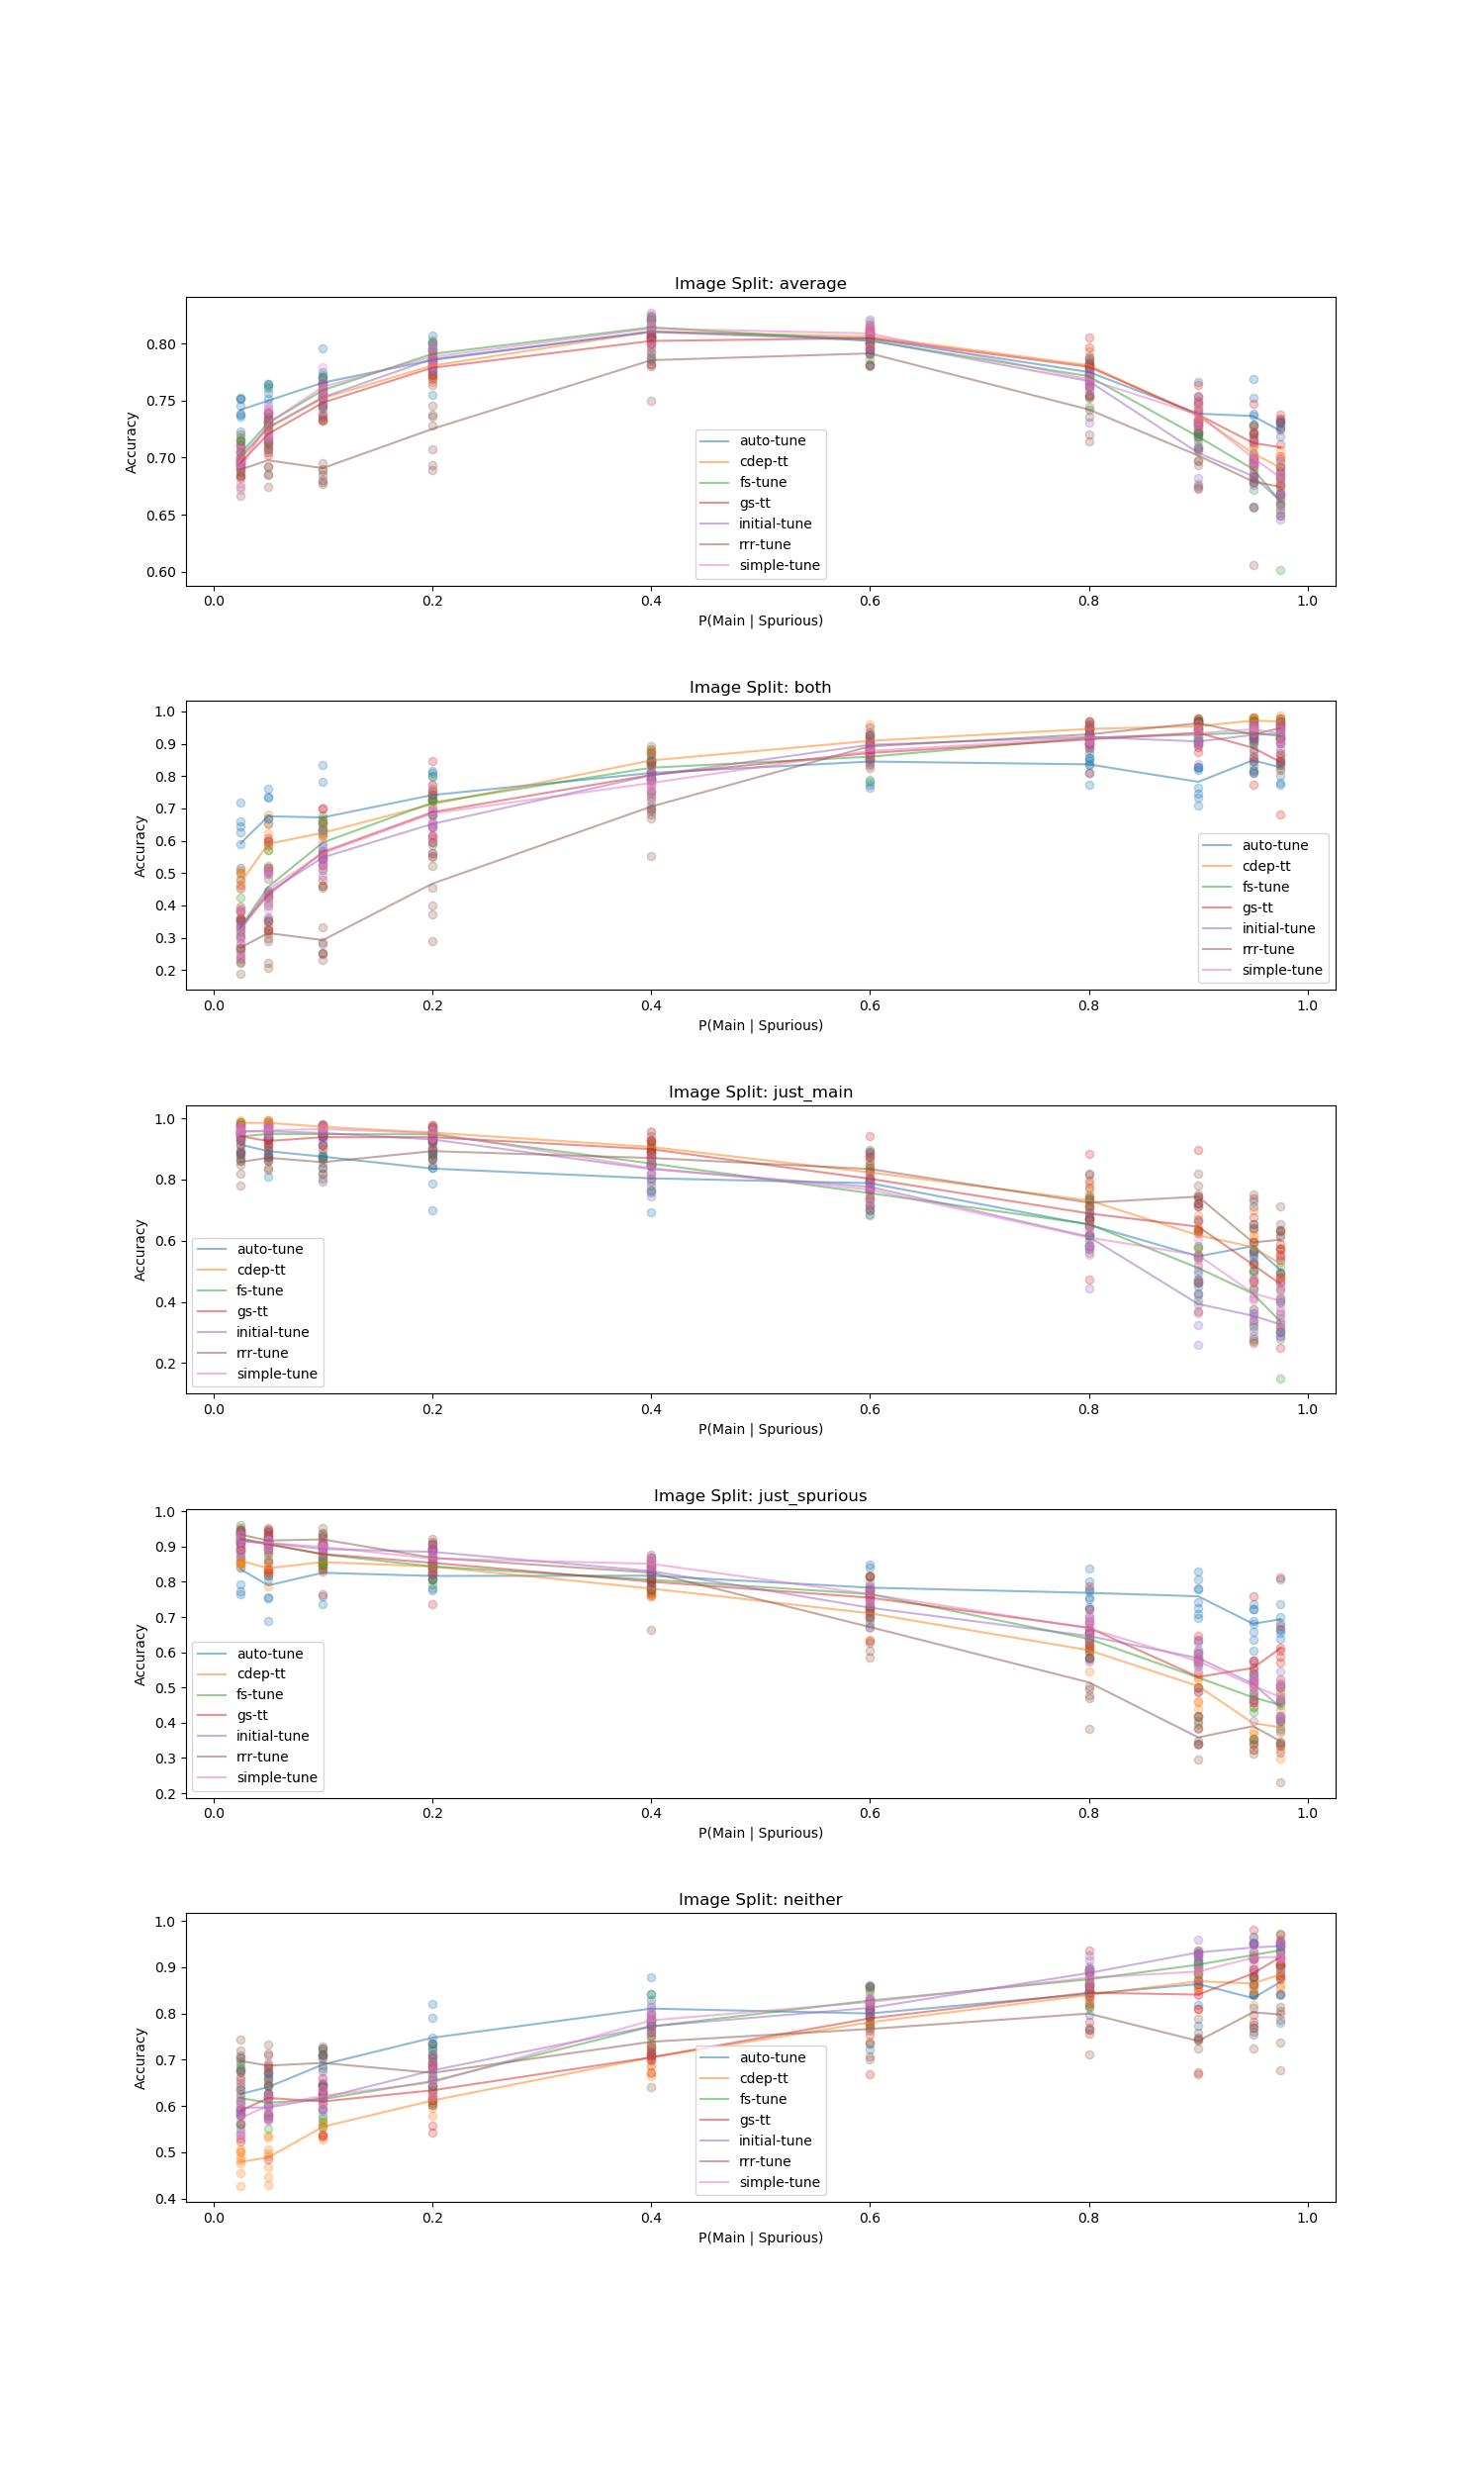 Image Split: average
Accuracy
0.80
0.75
0.70
0.65
0.60
auto-tune
cdep-tt
fs-tune
gs-tt
initial-tune
rrr-tune
simple-tune
0.0 0.2 0.4 0.6 0.8 1.0
P(Main | Spurious)
Image Split: both
Accuracy
1.0
0.9
0.8
0.7
0.6
0.5
0.4
0.3
0.2
auto-tune
cdep-tt
fs-tune
gs-tt
initial-tune
rrr-tune
simple-tune
0.0 0.2 0.4 0.6 0.8 1.0
P(Main | Spurious)
Image Split: just_main
Accuracy
1.0
0.8
0.6
0.4
0.2
auto-tune
cdep-tt
fs-tune
gs-tt
initial-tune
rrr-tune
simple-tune
0.0 0.2 0.4 0.6 0.8 1.0
P(Main | Spurious)
Image Split: just_spurious
Accuracy
1.0
0.9
0.8
0.7
0.6
0.5
0.4
0.3
0.2
auto-tune
cdep-tt
fs-tune
gs-tt
initial-tune
rrr-tune
simple-tune
0.0 0.2 0.4 0.6 0.8 1.0
P(Main | Spurious)
Image Split: neither
Accuracy
1.0
0.9
0.8
0.7
0.6
0.5
0.4
auto-tune
cdep-tt
fs-tune
gs-tt
initial-tune
rrr-tune
simple-tune
0.0 0.2 0.4 0.6 0.8 1.0
P(Main | Spurious)